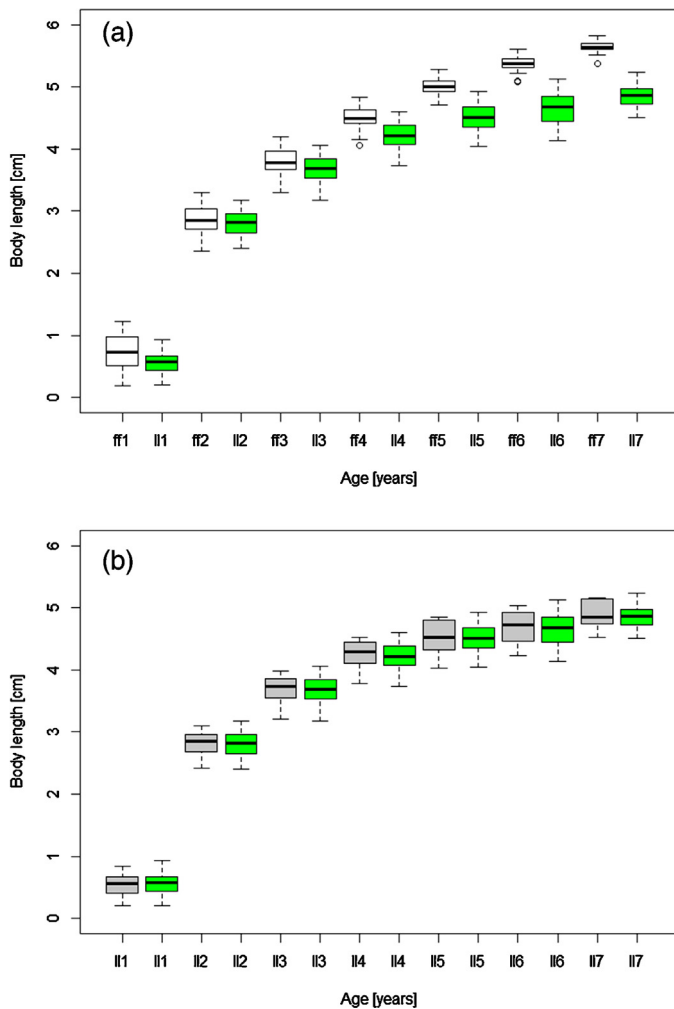 (a)
6
5
4
3
2
1
0
Body length [cm]
ff1 ll1 ff2 ll2 ff3 ll3 ff4 ll4 ff5 ll5 ff6 ll6 ff7 ll7
Age [years]
(b)
6
5
4
3
2
1
0
Body length [cm]
ll1 ll1 ll2 ll2 ll3 ll3 ll4 ll4 ll5 ll5 ll6 ll6 ll7 ll7
Age [years]